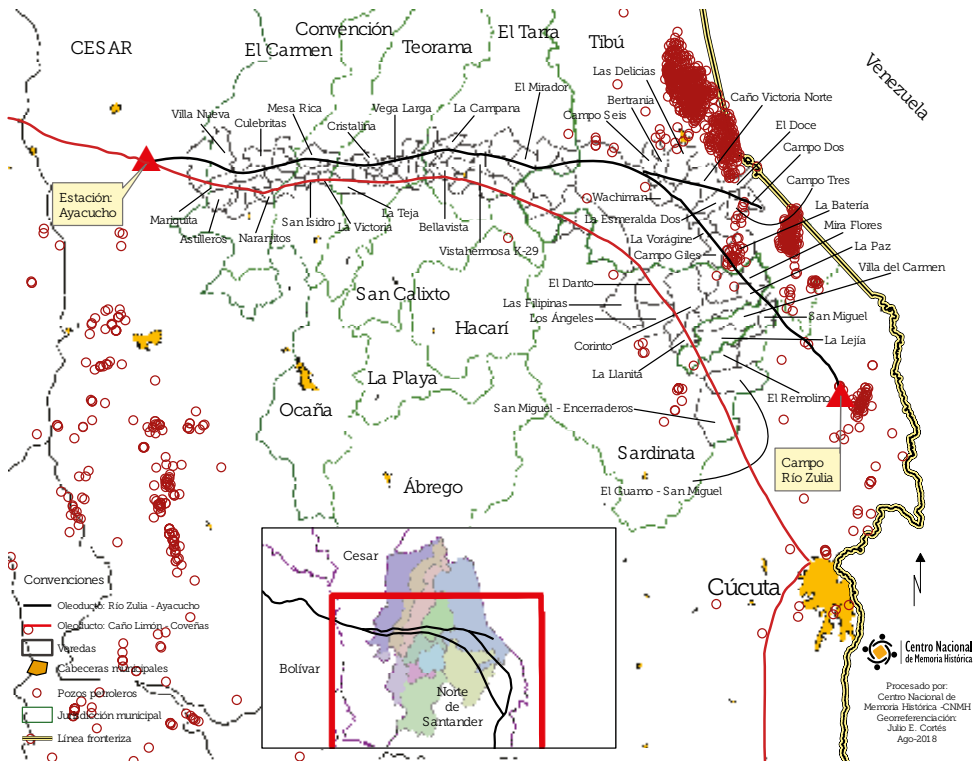 CESAR
El Carmen
Convención
Teorama
El Tarra
Tibú
Venezuela
Las Delicias
Bertrania
Campo Seis
Caño Victoria Norte
El Doce
Campo Dos
Campo Tres
La Batería
Mira Flores
La Paz
Villa del Carmen
San Miguel
La Lejía
El Remolino
Villa Nueva
Culebritas
Mesa Rica
Cristalina
Vega Larga
La Campana
El Mirador
Estación:
Ayacucho
Mariquita
Astilleros
Naranjitos
San Isidro
La Victoria
La Teja
Bellavista
Vistahermosa K-29
Wachiman
La Esmeralda Dos
La Vorágine
Campo Giles
El Danto
Las Filipinas
Los Ángeles
Corinto
La Llanita
San Miguel - Encerraderos
El Guamo - San Miguel
San Calixto
Hacarí
La Playa
Ocaña
Ábrego
Sardinata
Campo
Río Zulia
Cúcuta
Convenciones
Oleoducto: Río Zulia - Ayacucho
Oleoducto: Caño Limón - Coveñas
Veredas
Cabeceras municipales
Pozos petroleros
Jurisdicción municipal
Línea fronteriza
Cesar
Bolívar
Norte
de
Santander
N
Centro Nacional
de Memoria Histórica
Procesado por:
Centro Nacional de
Memoria Histórica -CNMH
Georreferenciación:
Julio E. Cortés
Ago-2018